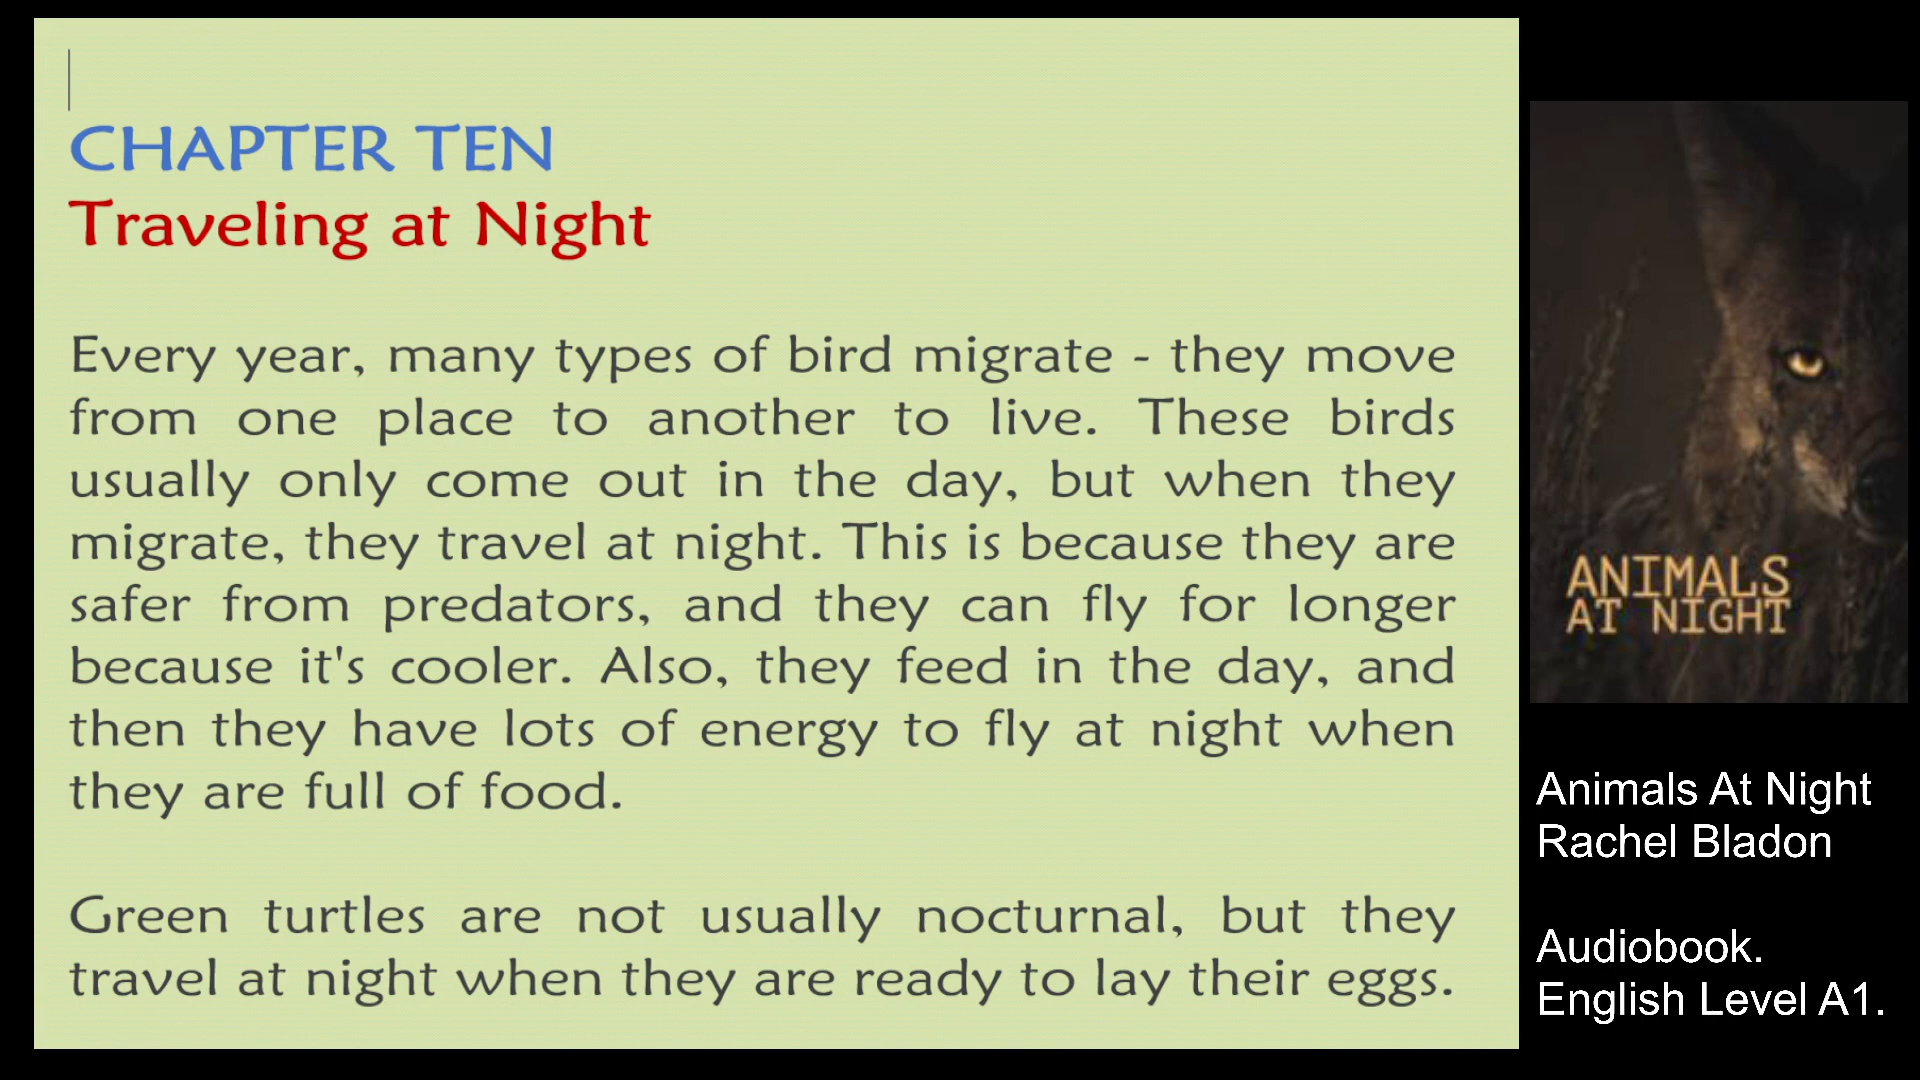 CHAPTER TEN
Traveling at Night
Every year, many types of bird migrate - they move
from one place to another to live. These birds
usually only come out in the day, but when they
migrate, they travel at night. This is because they are
safer from predators, and they can fly for longer
because it's cooler. Also, they feed in the day, and
then they have lots of energy to fly at night when
they are full of food.
Green turtles are not usually nocturnal, but they
travel at night when they are ready to lay their eggs.
ANIMALS
AT NIGHT
Animals At Night
Rachel Bladon
Audiobook.
English Level A1.